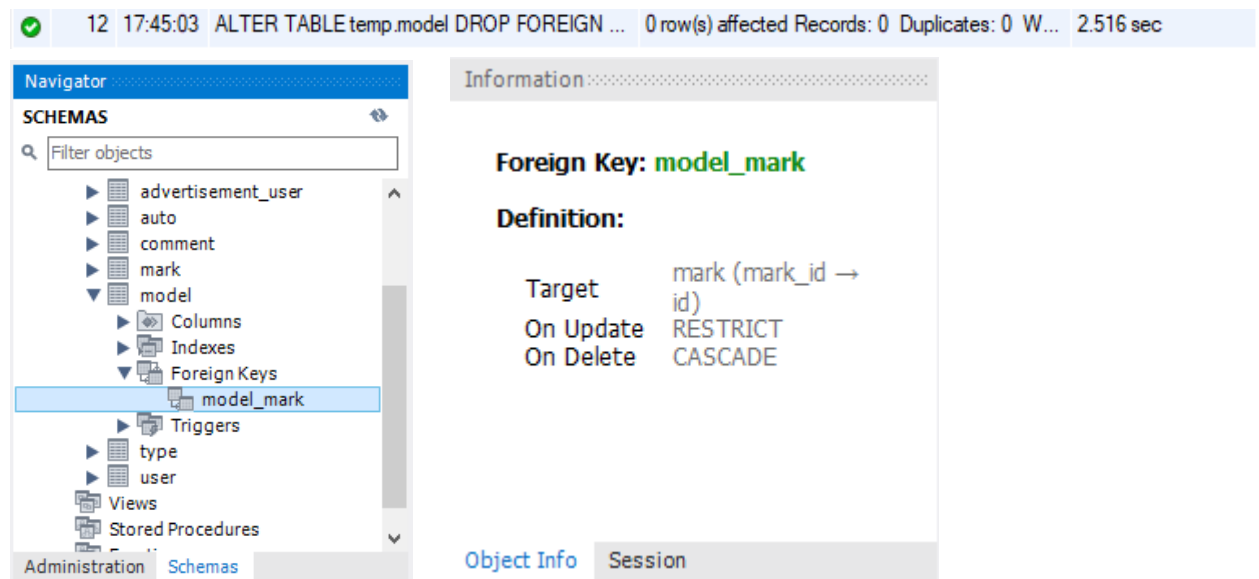 12 17:45:03 ALTER TABLE temp.model DROP FOREIGN ... 0 row(s) affected Records: 0 Duplicates: 0 W... 2.516 sec
Navigator
SCHEMAS
Filter objects
advertisement_user
auto
comment
mark
model
Columns
Indexes
Foreign Keys
model_mark
Triggers
type
user
Views
Stored Procedures
Administration Schemas
Information
Foreign Key: model_mark
Definition:
Target mark (mark_id →
id)
On Update RESTRICT
On Delete CASCADE
Object Info Session